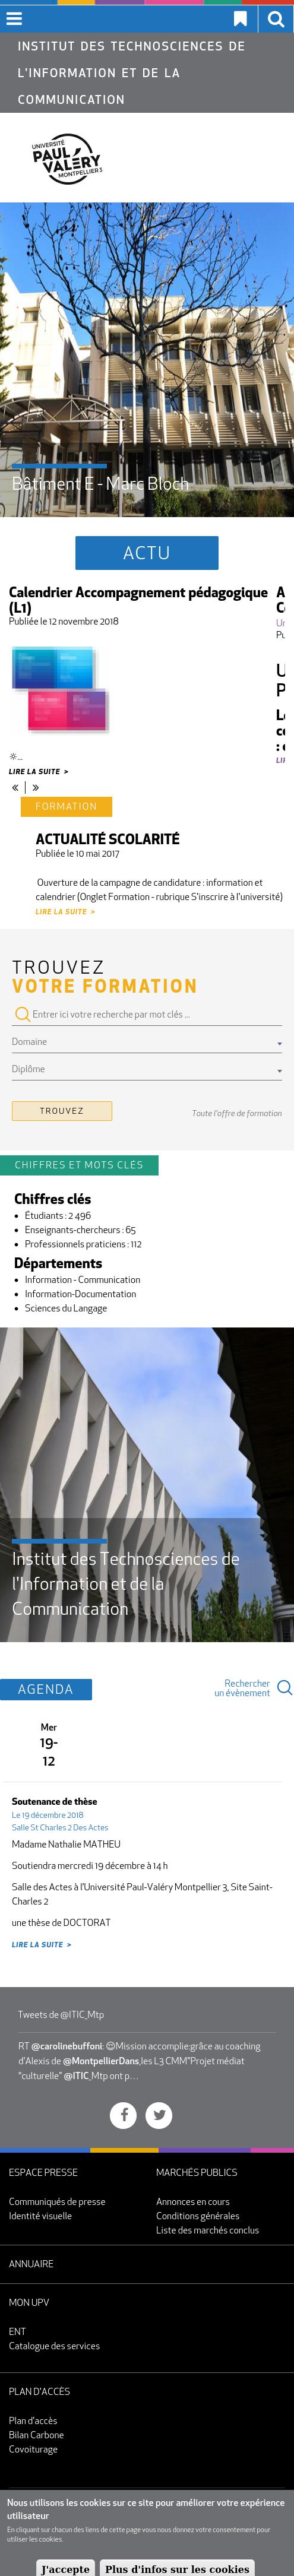 INSTITUT DES TECHNOSCIENCES DE
L'INFORMATION ET DE LA
COMMUNICATION
UNIVERSITÉ
PAUL
VALÉRY
MONTPELLIER 3
Bâtiment E - Marc Bloch
ACTU
Calendrier Accompagnement pédagogique
(L1)
Publiée le 12 novembre 2018
...
LIRE LA SUITE >
FORMATION
ACTUALITÉ SCOLARITÉ
Publiée le 10 mai 2017
Ouverture de la campagne de candidature : information et
calendrier (Onglet Formation - rubrique S'inscrire à l'université)
LIRE LA SUITE >
TROUVEZ
VOTRE FORMATION
Entrer ici votre recherche par mot clés ...
Domaine
Diplôme
TROUVEZ
Toute l'offre de formation
CHIFFRES ET MOTS CLÉS
Chiffres clés
Étudiants : 2 496
Enseignants-chercheurs : 65
Professionnels praticiens : 112
Départements
Information - Communication
Information-Documentation
Sciences du Langage
Institut des Technosciences de
l'Information et de la
Communication
AGENDA
Rechercher
un évènement
Mer
19-
12
Soutenance de thèse
Le 19 décembre 2018
Salle St Charles 2 Des Actes
Madame Nathalie MATHEU
Soutiendra mercredi 19 décembre à 14 h
Salle des Actes à l'Université Paul-Valéry Montpellier 3, Site Saint-
Charles 2
une thèse de DOCTORAT
LIRE LA SUITE >
Tweets de @ITIC_Mtp
RT @carolinebuffoni: 😊Mission accomplie:grâce au coaching
d'Alexis de @MontpellierDans,les L3 CMM"Projet médiat
"culturelle" @ITIC_Mtp ont p…
ESPACE PRESSE
Communiqués de presse
Identité visuelle
MARCHÉS PUBLICS
Annonces en cours
Conditions générales
Liste des marchés conclus
ANNUAIRE
MON UPV
ENT
Catalogue des services
PLAN D'ACCÈS
Plan d'accès
Bilan Carbone
Covoiturage
Nous utilisons les cookies sur ce site pour améliorer votre expérience
utilisateur
En cliquant sur chacun des liens de cette page vous nous donnez votre consentement pour
utiliser les cookies.
J'accepte
Plus d'infos sur les cookies